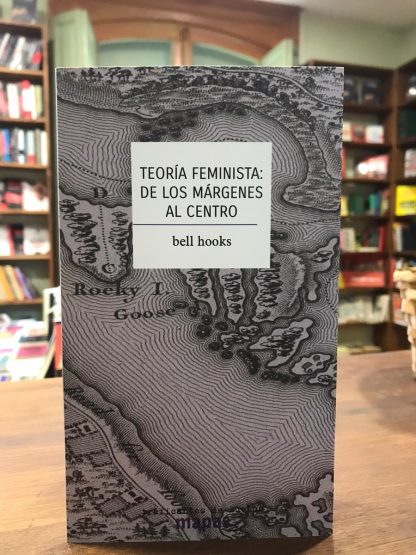 TEORÍA FEMINISTA:
DE LOS MÁRGENES
AL CENTRO
bell hooks
D
C
Rocky I.
Goose
mapas